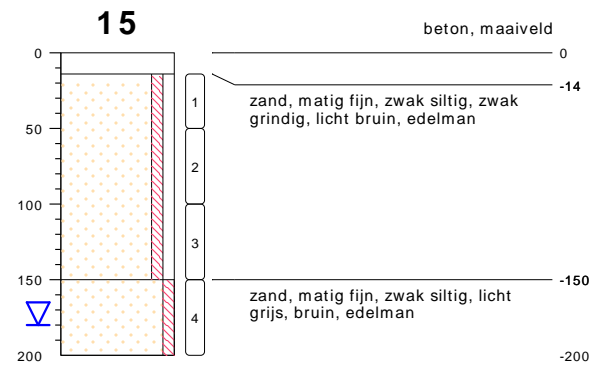 15
beton, maaiveld
0
0
-14
zand, matig fijn, zwak siltig, zwak
grindig, licht bruin, edelman
1
50
2
100
3
150
-150
zand, matig fijn, zwak siltig, licht
grijs, bruin, edelman
4
200
-200